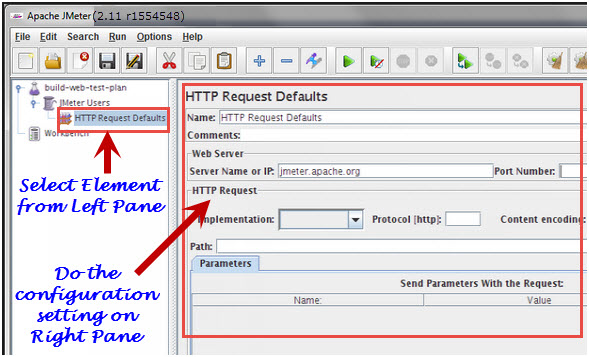 Apache JMeter (2.11 r1554548)
File Edit Search Run Options Help
build-web-test-plan
JMeter Users
HTTP Request Defaults
WorkBench
Select Element
from Left Pane
Do the
configuration
setting on
Right Pane
HTTP Request Defaults
Name: HTTP Request Defaults
Comments:
Web Server
Server Name or IP: jmeter.apache.org Port Number:
HTTP Request
Implementation: Protocol [http]: Content encoding:
Path:
Parameters
Send Parameters With the Request:
Name: Value